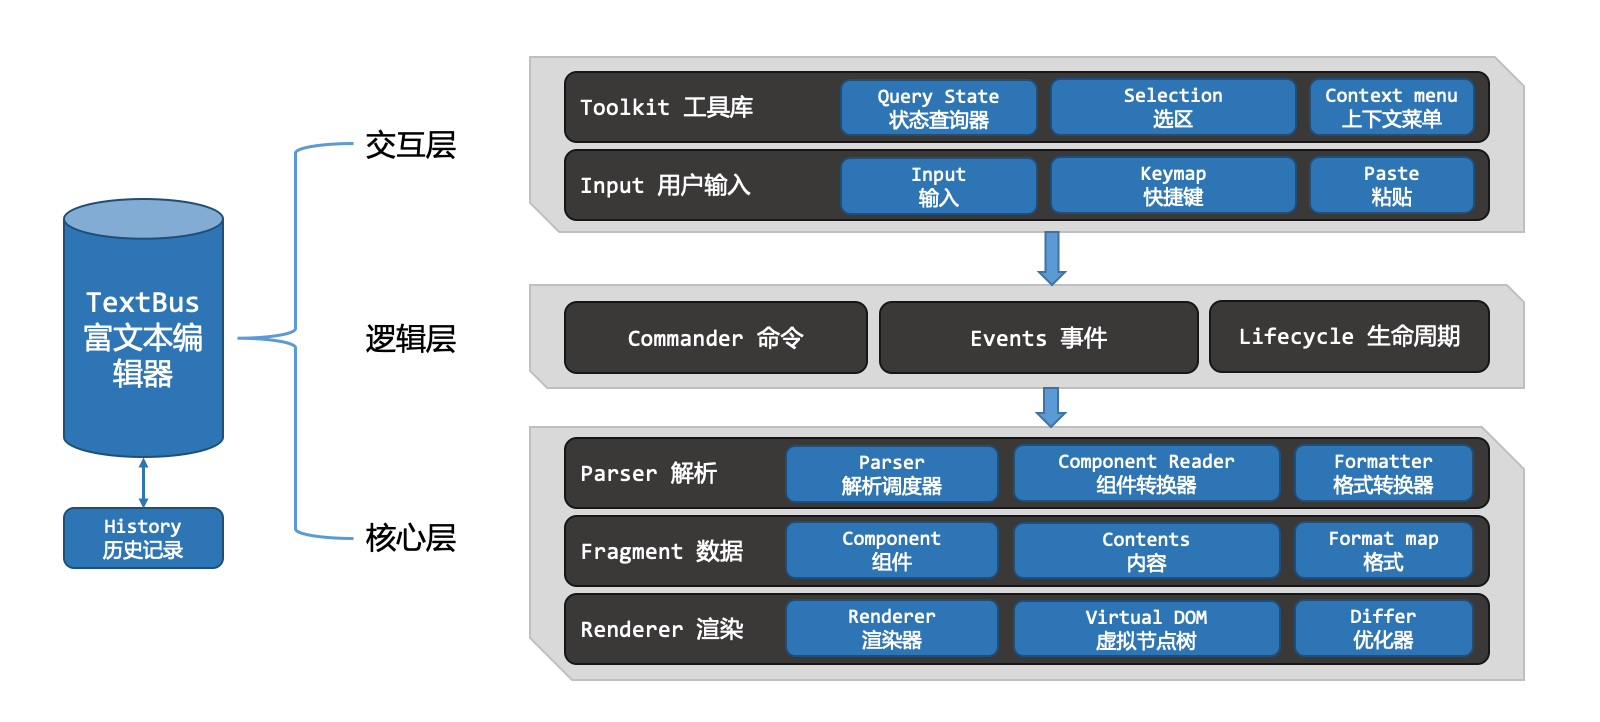 TextBus
富文本编
辑器
History
历史记录
交互层
逻辑层
核心层
Toolkit 工具库
Query State
状态查询器
Selection
选区
Context menu
上下文菜单
Input 用户输入
Input
输入
Keymap
快捷键
Paste
粘贴
Commander 命令
Events 事件
Lifecycle 生命周期
Parser 解析
Parser
解析调度器
Component Reader
组件转换器
Formatter
格式转换器
Fragment 数据
Component
组件
Contents
内容
Format map
格式
Renderer 渲染
Renderer
渲染器
Virtual DOM
虚拟节点树
Differ
优化器